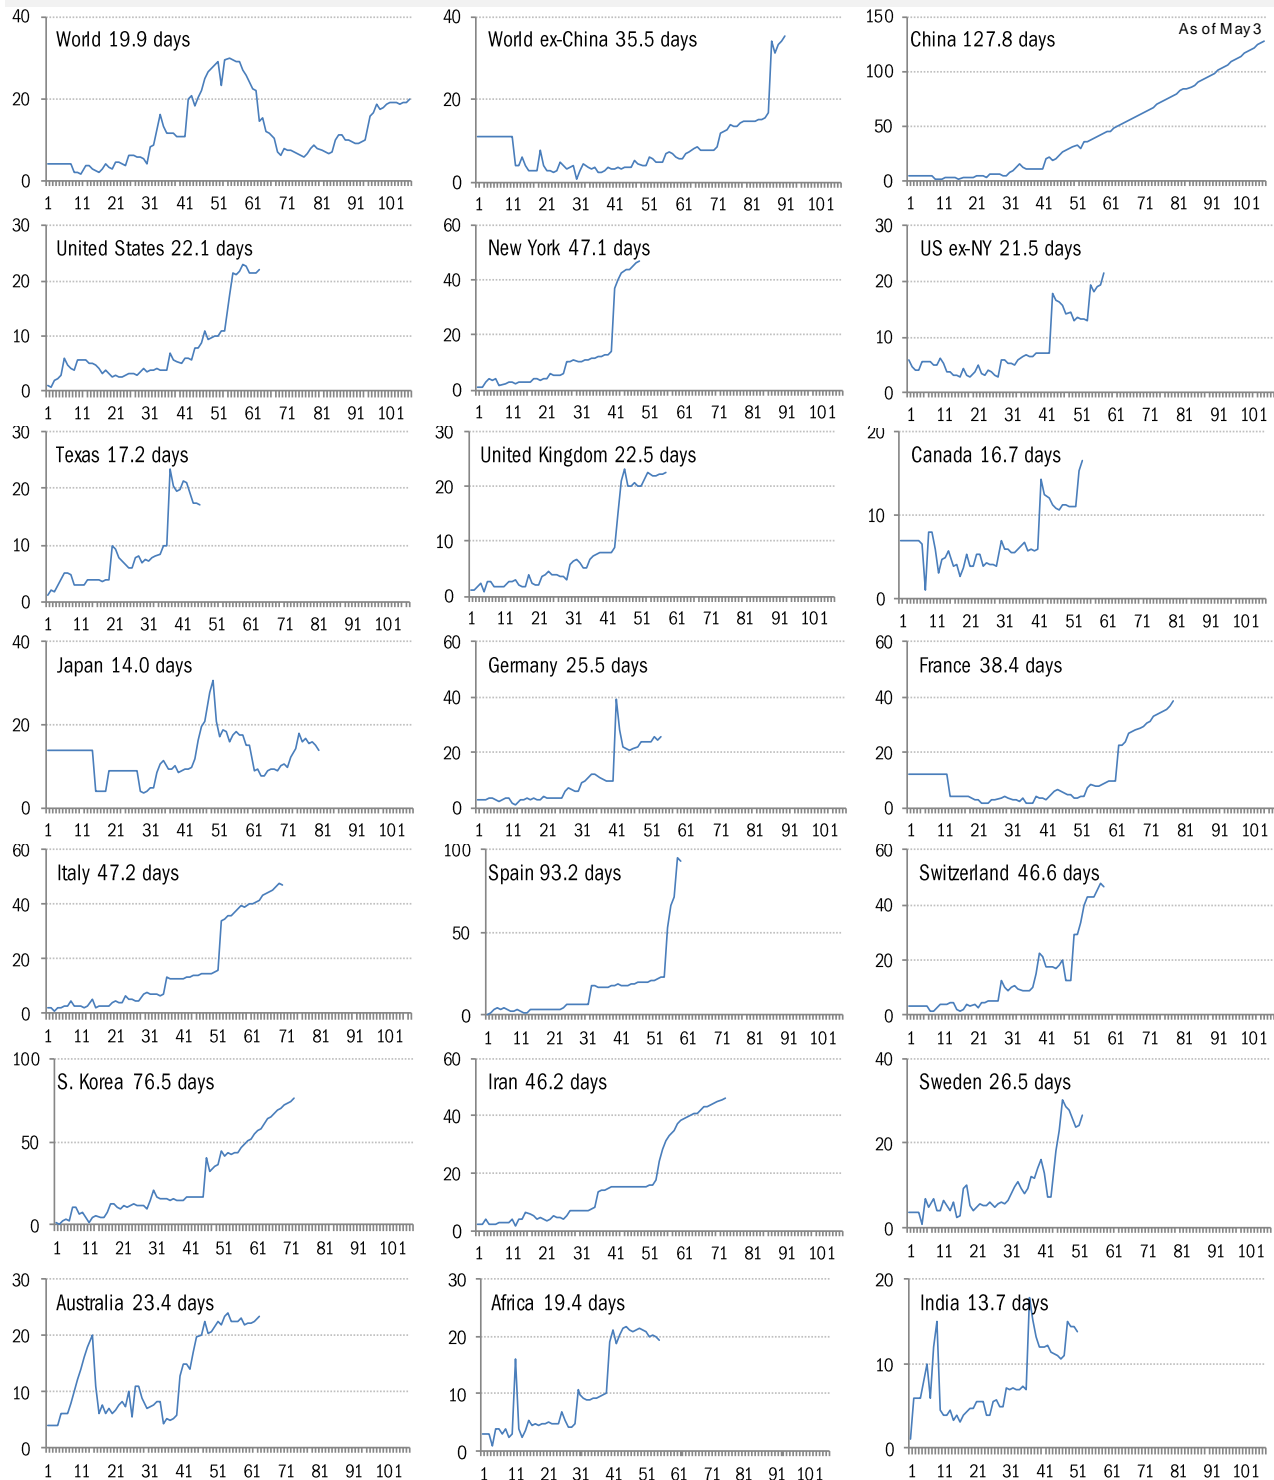 40 World 19.9 days
20
0
1 11 21 31 41 51 61 71 81 91 101
40 World ex-China 35.5 days
20
0
1 11 21 31 41 51 61 71 81 91 101
150 China 127.8 days As of May 3
100
50
0
1 11 21 31 41 51 61 71 81 91 101
30 United States 22.1 days
20
10
0
1 11 21 31 41 51 61 71 81 91 101
60 New York 47.1 days
40
20
0
1 11 21 31 41 51 61 71 81 91 101
30 US ex-NY 21.5 days
20
10
0
1 11 21 31 41 51 61 71 81 91 101
30 Texas 17.2 days
20
10
0
1 11 21 31 41 51 61 71 81 91 101
30 United Kingdom 22.5 days
20
10
0
1 11 21 31 41 51 61 71 81 91 101
20 Canada 16.7 days
10
0
1 11 21 31 41 51 61 71 81 91 101
40 Japan 14.0 days
20
0
1 11 21 31 41 51 61 71 81 91 101
60 Germany 25.5 days
40
20
0
1 11 21 31 41 51 61 71 81 91 101
60 France 38.4 days
40
20
0
1 11 21 31 41 51 61 71 81 91 101
60 Italy 47.2 days
40
20
0
1 11 21 31 41 51 61 71 81 91 101
100 Spain 93.2 days
50
0
1 11 21 31 41 51 61 71 81 91 101
60 Switzerland 46.6 days
40
20
0
1 11 21 31 41 51 61 71 81 91 101
100 S. Korea 76.5 days
50
0
1 11 21 31 41 51 61 71 81 91 101
60 Iran 46.2 days
40
20
0
1 11 21 31 41 51 61 71 81 91 101
40 Sweden 26.5 days
20
0
1 11 21 31 41 51 61 71 81 91 101
30 Australia 23.4 days
20
10
0
1 11 21 31 41 51 61 71 81 91 101
30 Africa 19.4 days
20
10
0
1 11 21 31 41 51 61 71 81 91 101
20 India 13.7 days
10
0
1 11 21 31 41 51 61 71 81 91 101